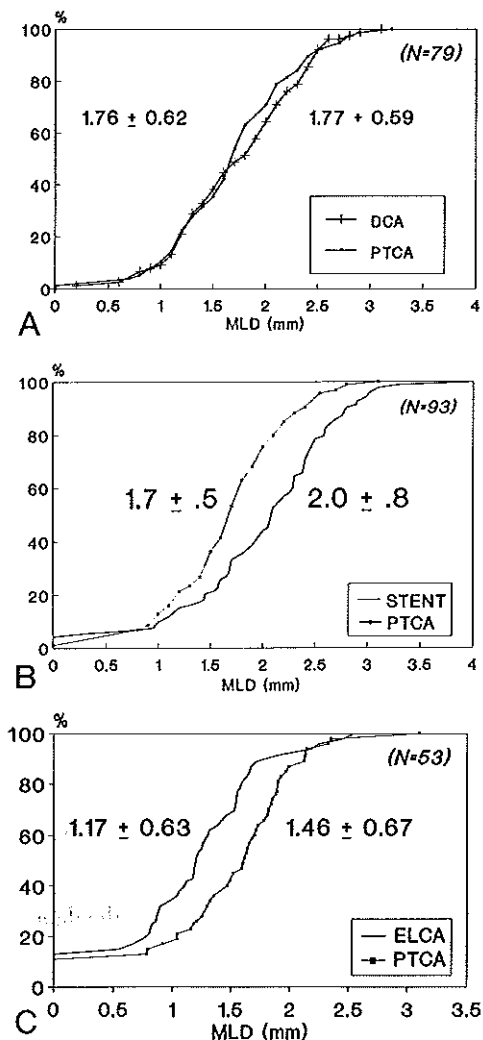 %
100
80
60
40
20
0
(N=79)
1.76 ± 0.62
1.77 + 0.59
DCA
PTCA
0 0.5 1 1.5 2 2.5 3 3.5 4
MLD (mm)
A
%
100
80
60
40
20
0
(N=93)
1.7 ± .5
2.0 ± .8
STENT
PTCA
0 0.5 1 1.5 2 2.5 3 3.5 4
MLD (mm)
B
%
100
80
60
40
20
0
(N=53)
1.17 ± 0.63
1.46 ± 0.67
ELCA
PTCA
0 0.5 1 1.5 2 2.5 3 3.5
MLD (mm)
C